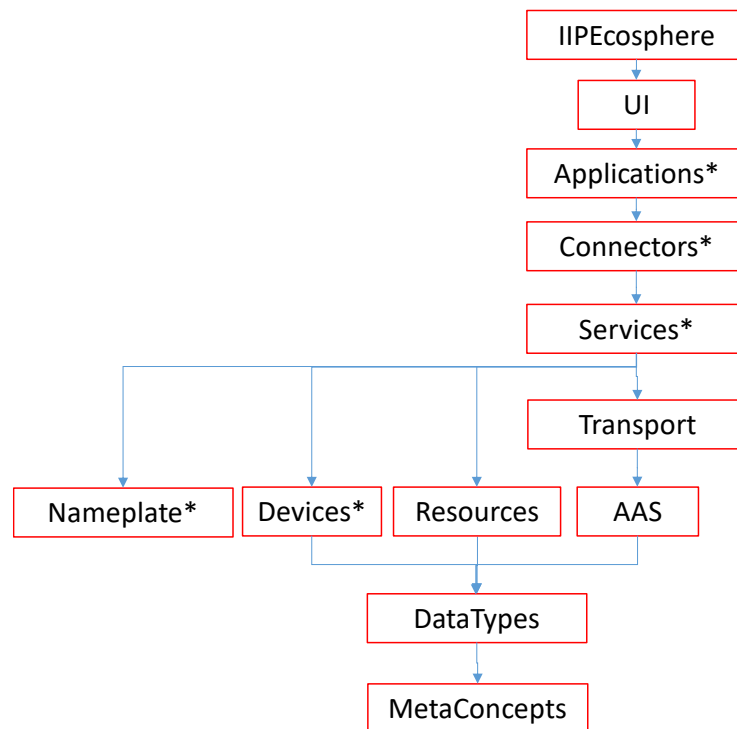 IIPEcosphere
UI
Applications*
Connectors*
Services*
Transport
Nameplate*
Devices*
Resources
AAS
DataTypes
MetaConcepts